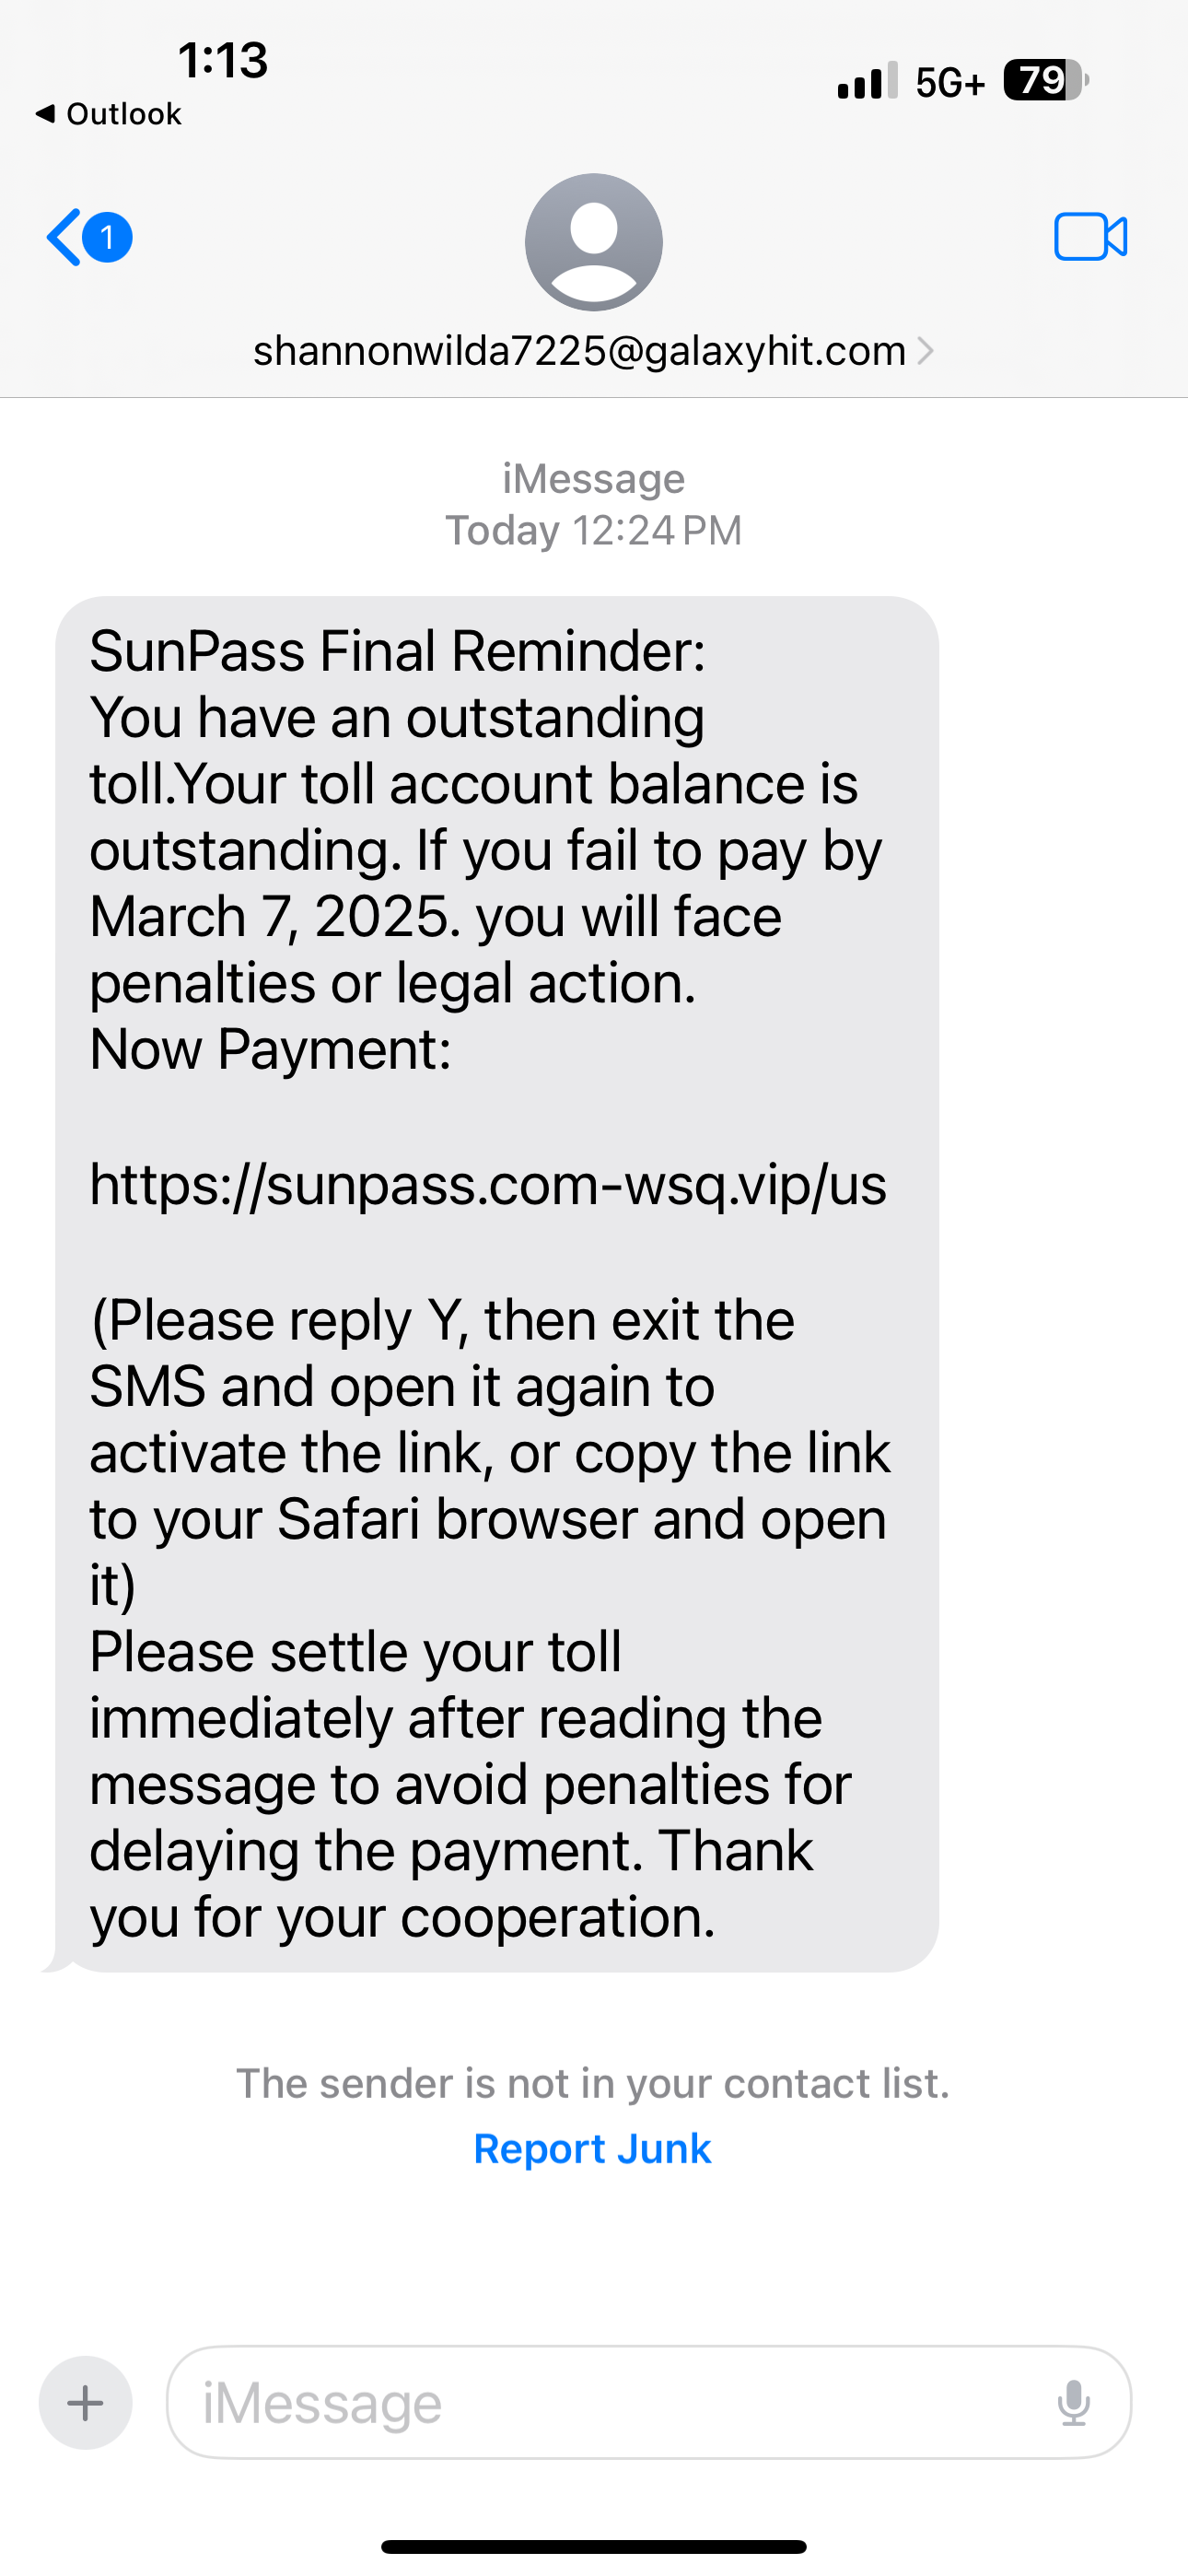 1:13
5G+ 79
◀ Outlook
1
shannonwilda7225@galaxyhit.com
iMessage
Today 12:24 PM
SunPass Final Reminder:
You have an outstanding
toll.Your toll account balance is
outstanding. If you fail to pay by
March 7, 2025. you will face
penalties or legal action.
Now Payment:
https://sunpass.com-wsq.vip/us
(Please reply Y, then exit the
SMS and open it again to
activate the link, or copy the link
to your Safari browser and open
it)
Please settle your toll
immediately after reading the
message to avoid penalties for
delaying the payment. Thank
you for your cooperation.
The sender is not in your contact list.
Report Junk
iMessage